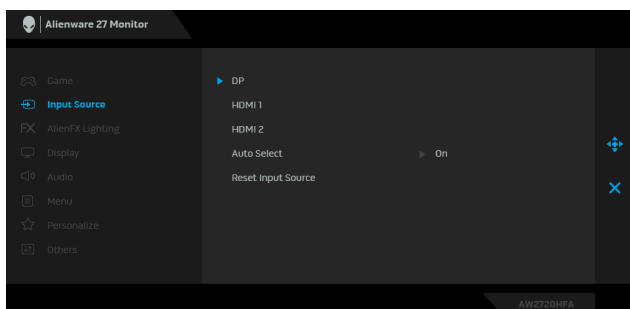 Alienware 27 Monitor
Game
DP
Input Source
HDMI 1
FX AlienFX Lighting
HDMI 2
Display
Auto Select
On
Audio
Reset Input Source
Menu
Personalize
Others
AW2720HFA